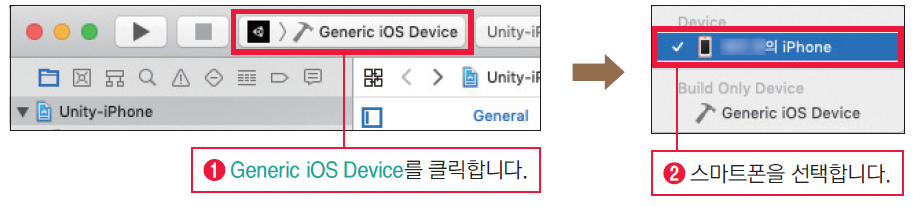 Generic iOS Device
Unity-iP
Unity-iPhone
Unity-iP
General
❶ Generic iOS Device를 클릭합니다.
Device
의 iPhone
Build Only Device
Generic iOS Device
❷ 스마트폰을 선택합니다.